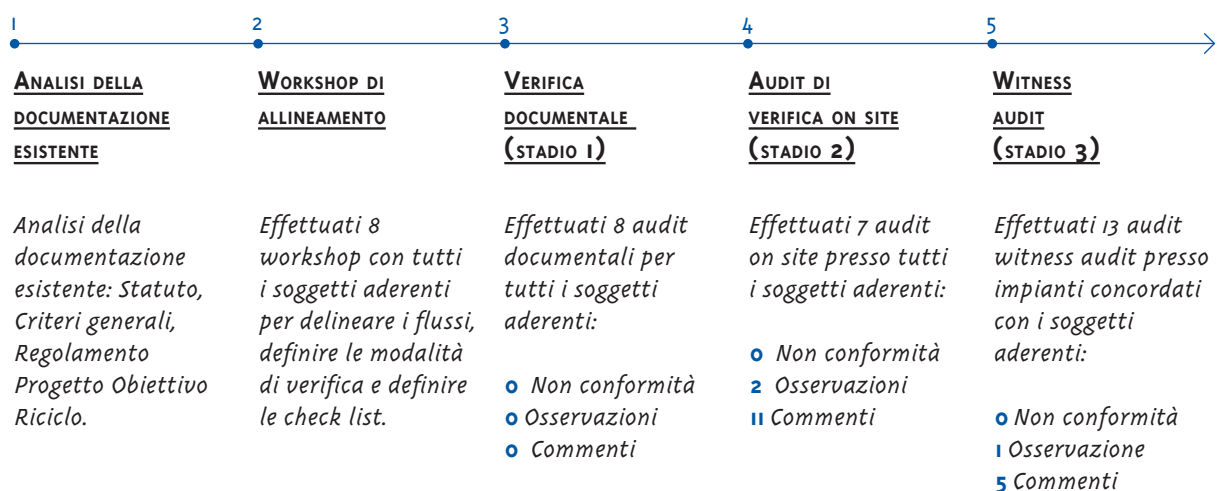 1
2
3
4
5
Analisi della
documentazione
esistente
Workshop di
allineamento
Verifica
documentale
(stadio 1)
Audit di
verifica on site
(stadio 2)
Witness
audit
(stadio 3)
Analisi della
documentazione
esistente: Statuto,
Criteri generali,
Regolamento
Progetto Obiettivo
Riciclo.
Effettuati 8
workshop con tutti
i soggetti aderenti
per delineare i flussi,
definire le modalità
di verifica e definire
le check list.
Effettuati 8 audit
documentali per
tutti i soggetti
aderenti:
0 Non conformità
0 Osservazioni
0 Commenti
Effettuati 7 audit
on site presso tutti
i soggetti aderenti:
0 Non conformità
2 Osservazioni
11 Commenti
Effettuati 13 audit
witness audit presso
impianti concordati
con i soggetti
aderenti:
0 Non conformità
1 Osservazione
5 Commenti